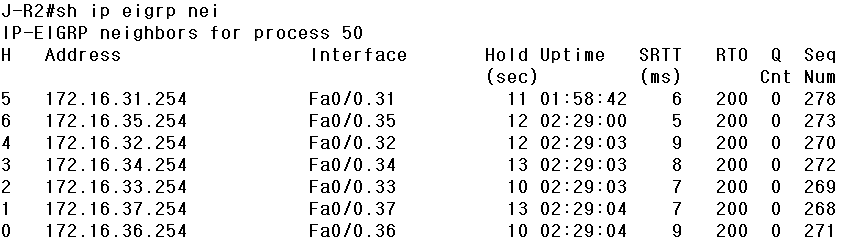 J-R2#sh ip eigrp nei
IP-EIGRP neighbors for process 50
H   Address                 Interface       Hold Uptime   SRTT   RTO  Q  Seq
                                            (sec)         (ms)       Cnt Num
5   172.16.31.254           Fa0/0.31          11 01:58:42    6   200  0  278
6   172.16.35.254           Fa0/0.35          12 02:29:00    5   200  0  273
4   172.16.32.254           Fa0/0.32          12 02:29:03    9   200  0  270
3   172.16.34.254           Fa0/0.34          13 02:29:03    8   200  0  272
2   172.16.33.254           Fa0/0.33          10 02:29:03    7   200  0  269
1   172.16.37.254           Fa0/0.37          13 02:29:04    7   200  0  268
0   172.16.36.254           Fa0/0.36          10 02:29:04    9   200  0  271